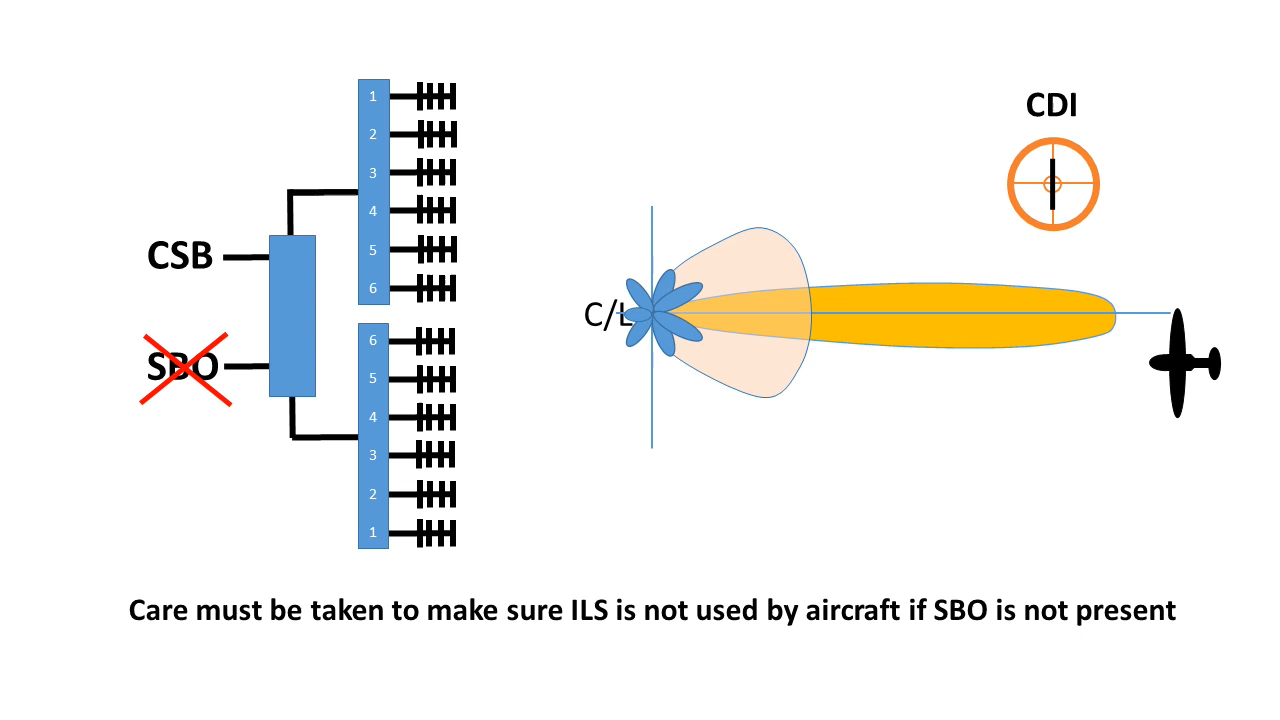 CDI
1
2
3
4
5
6
CSB
SBO
C/L
6
5
4
3
2
1
Care must be taken to make sure ILS is not used by aircraft if SBO is not present